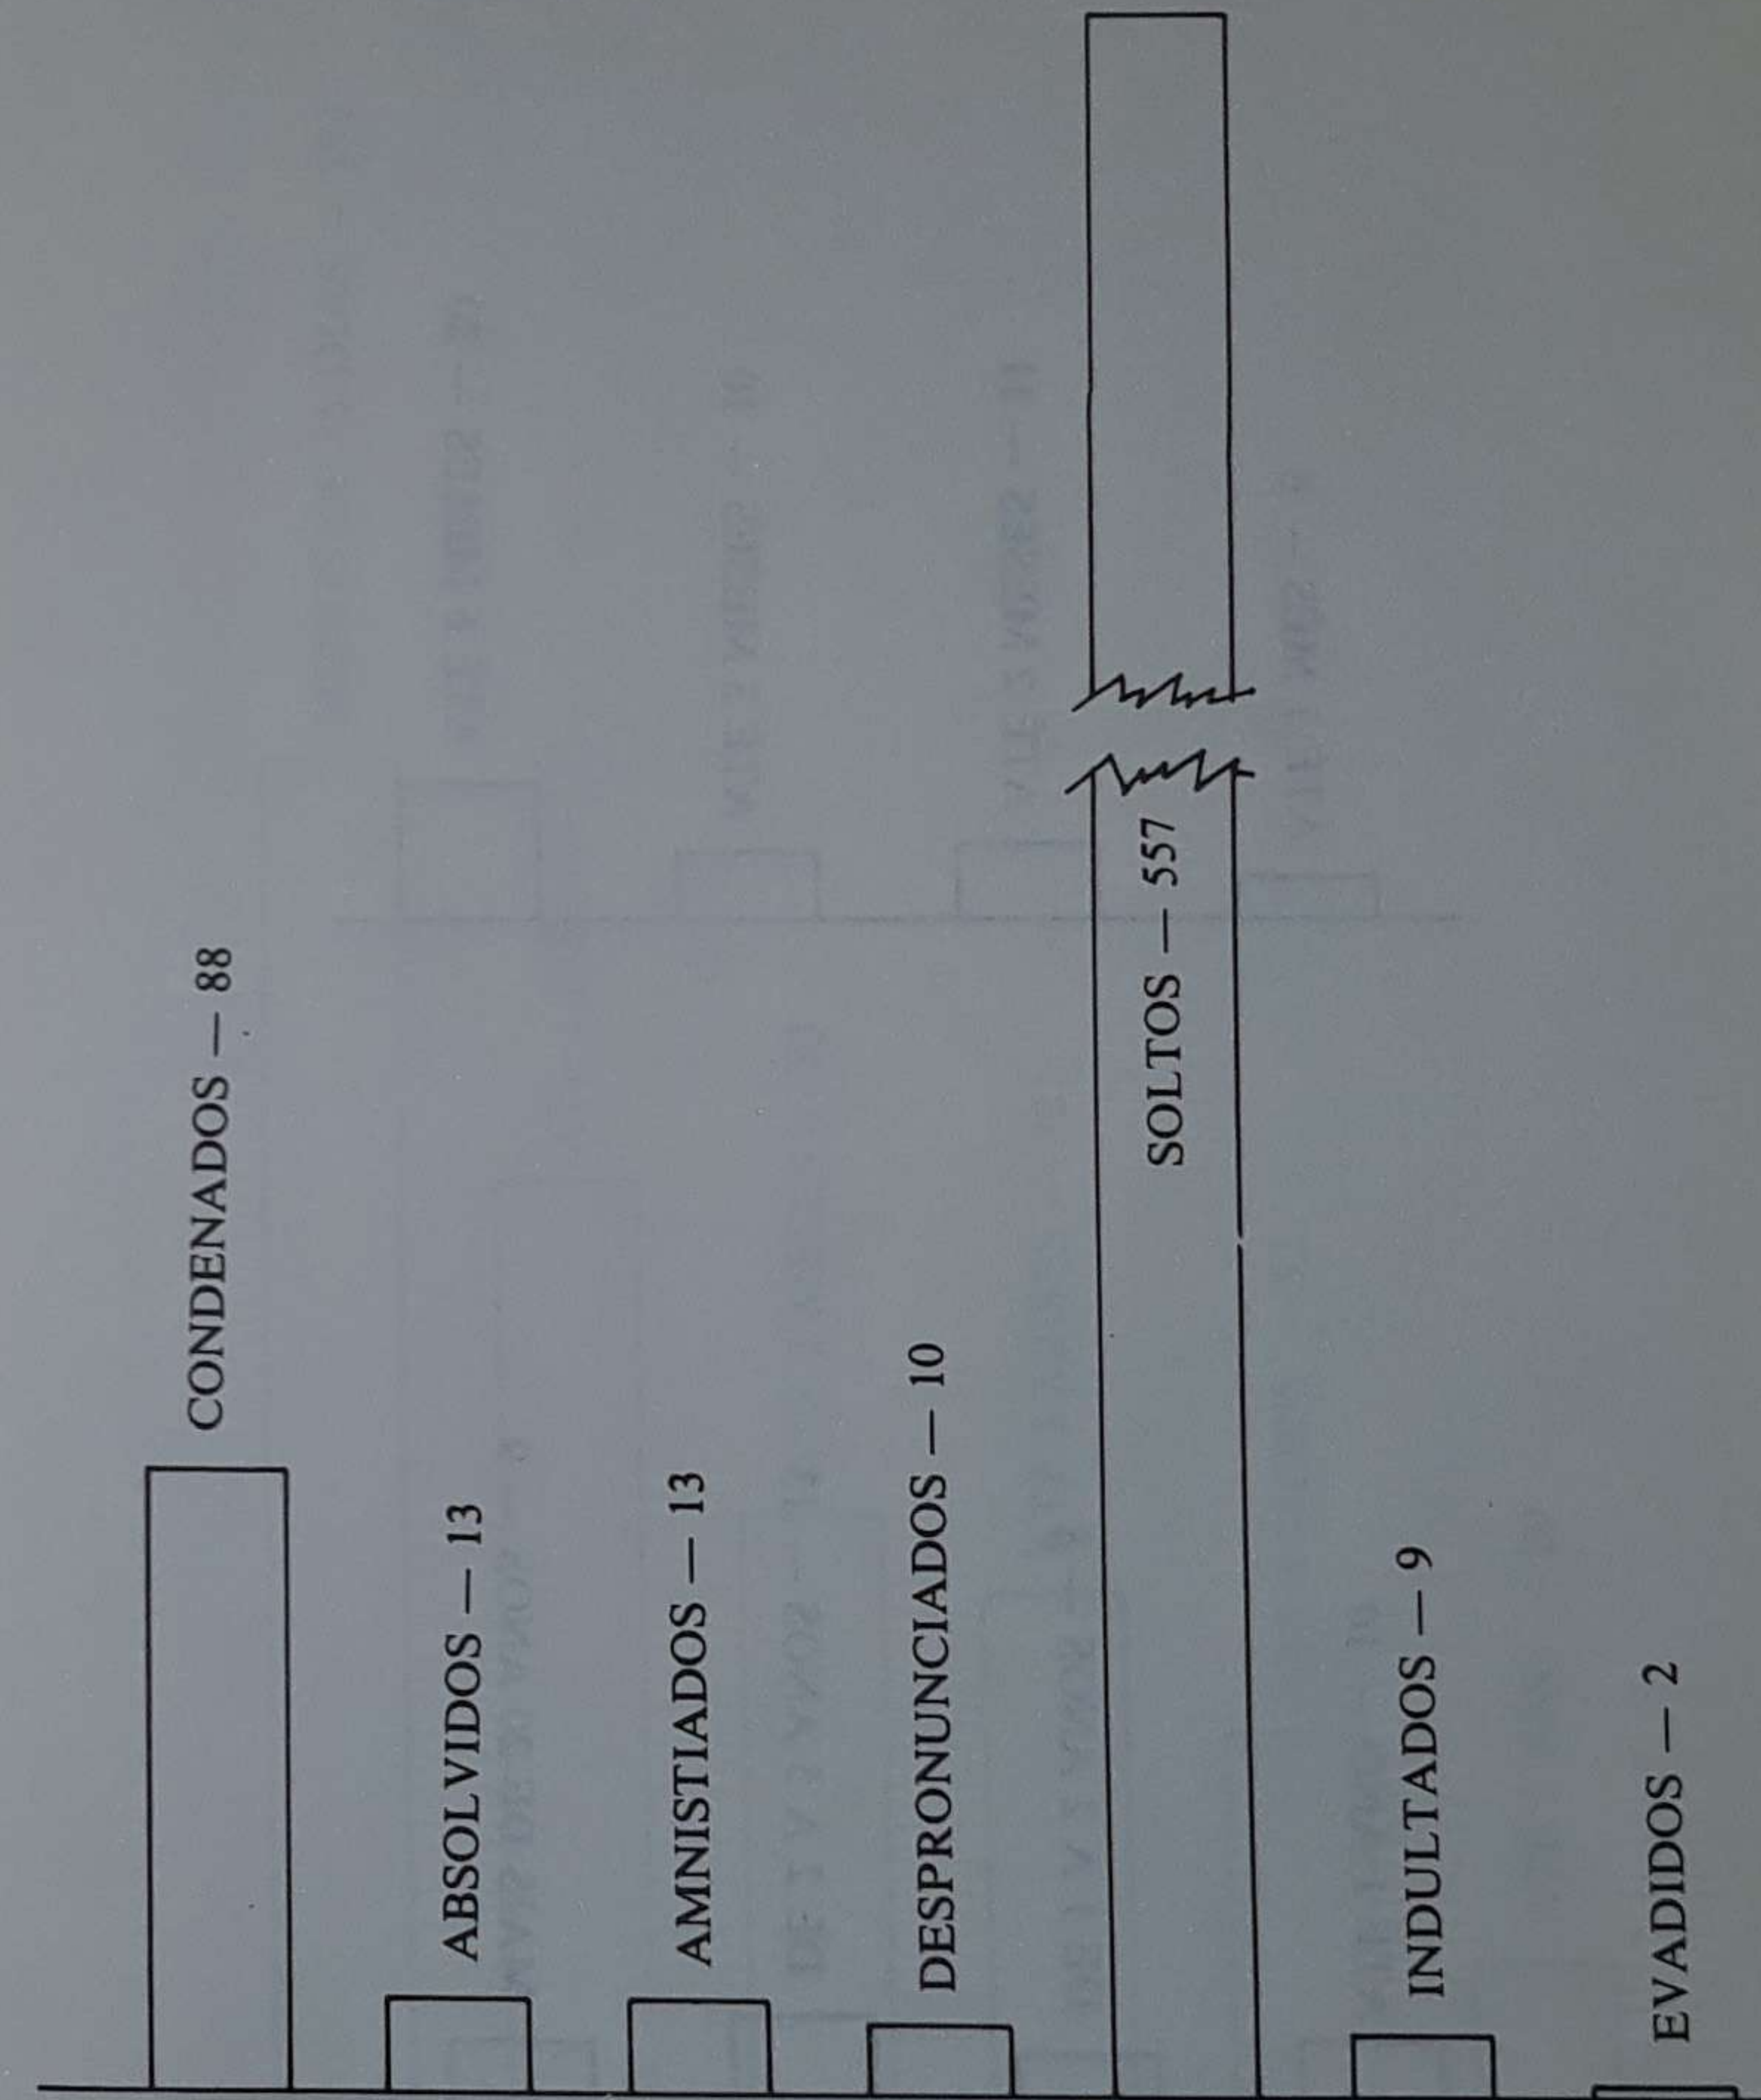 CONDENADOS — 88
ABSOLVIDOS — 13
AMNISTIADOS — 13
DESPRONUNCIADOS — 10
SOLTOS — 557
INDULTADOS — 9
EVADIDOS — 2